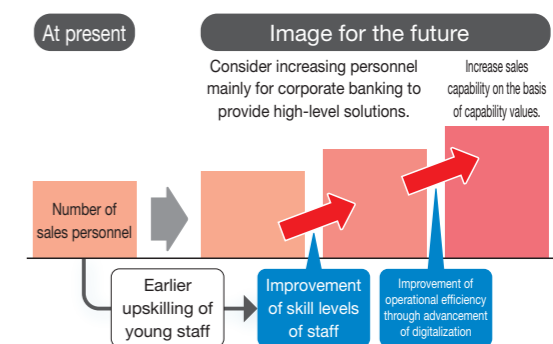 At present
Image for the future
Consider increasing personnel
mainly for corporate banking to
provide high-level solutions.
Increase sales
capability on the basis
of capability values.
Number of
sales personnel
Earlier
upskilling of
young staff
Improvement
of skill levels
of staff
Improvement of
operational efficiency
through advancement
of digitalization